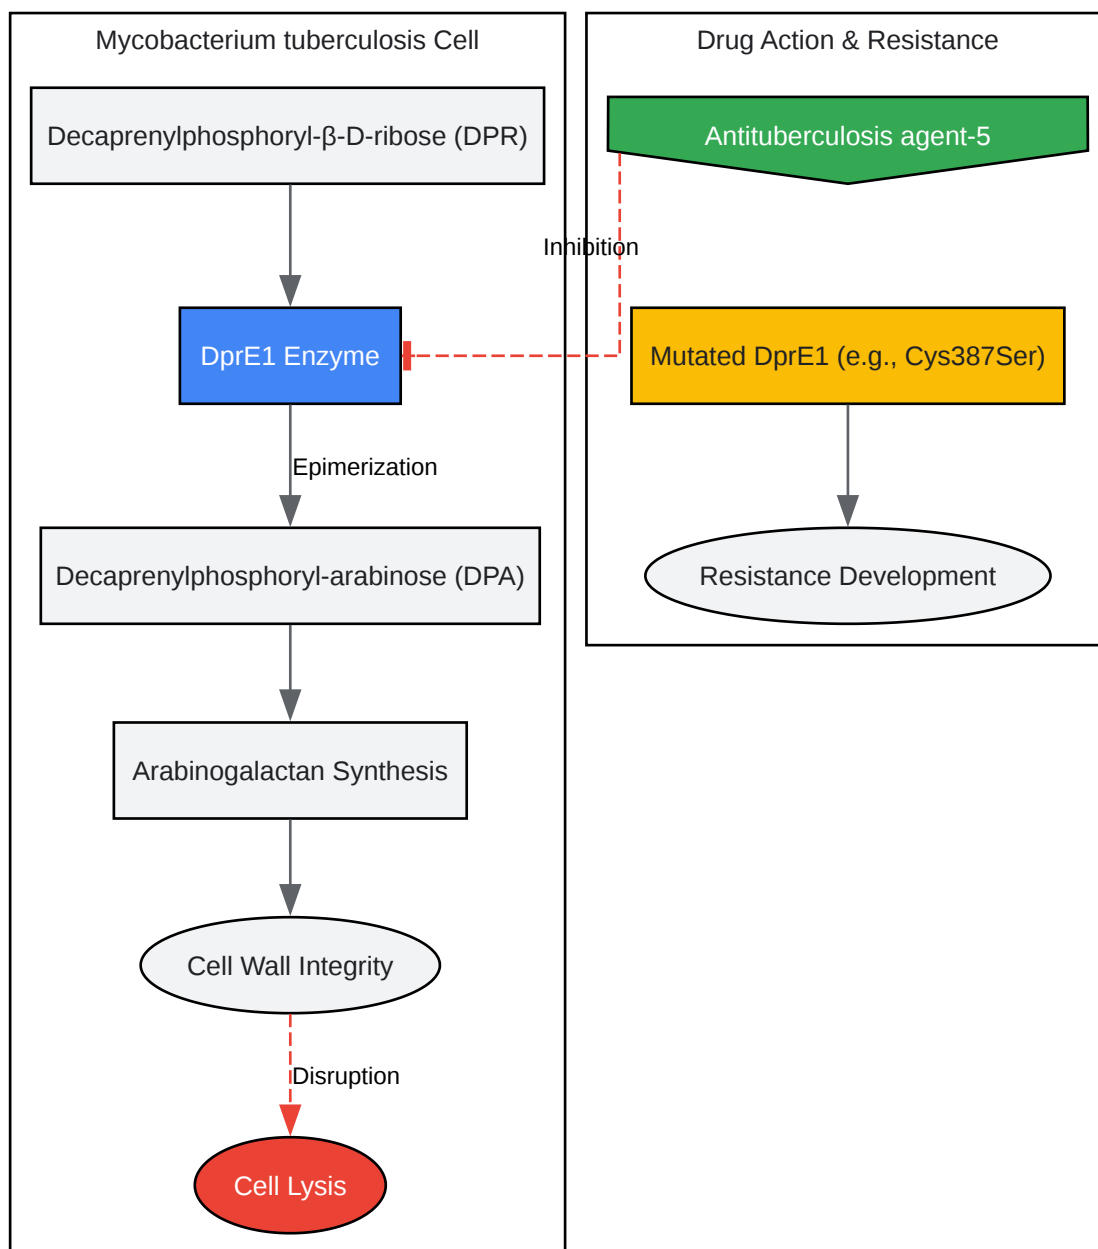 Mycobacterium tuberculosis Cell
Decaprenylphosphoryl-β-D-ribose (DPR)
DprE1 Enzyme
Epimerization
Decaprenylphosphoryl-arabinose (DPA)
Arabinogalactan Synthesis
Cell Wall Integrity
Disruption
Cell Lysis
Drug Action & Resistance
Antituberculosis agent-5
Inhibition
Mutated DprE1 (e.g., Cys387Ser)
Resistance Development